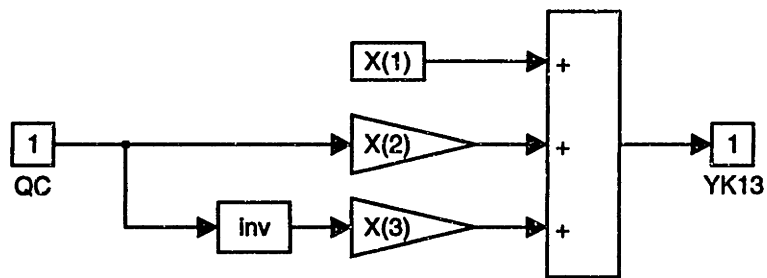 X(1)
+
1
X(2)
+
1
QC
YK13
inv
X(3)
+